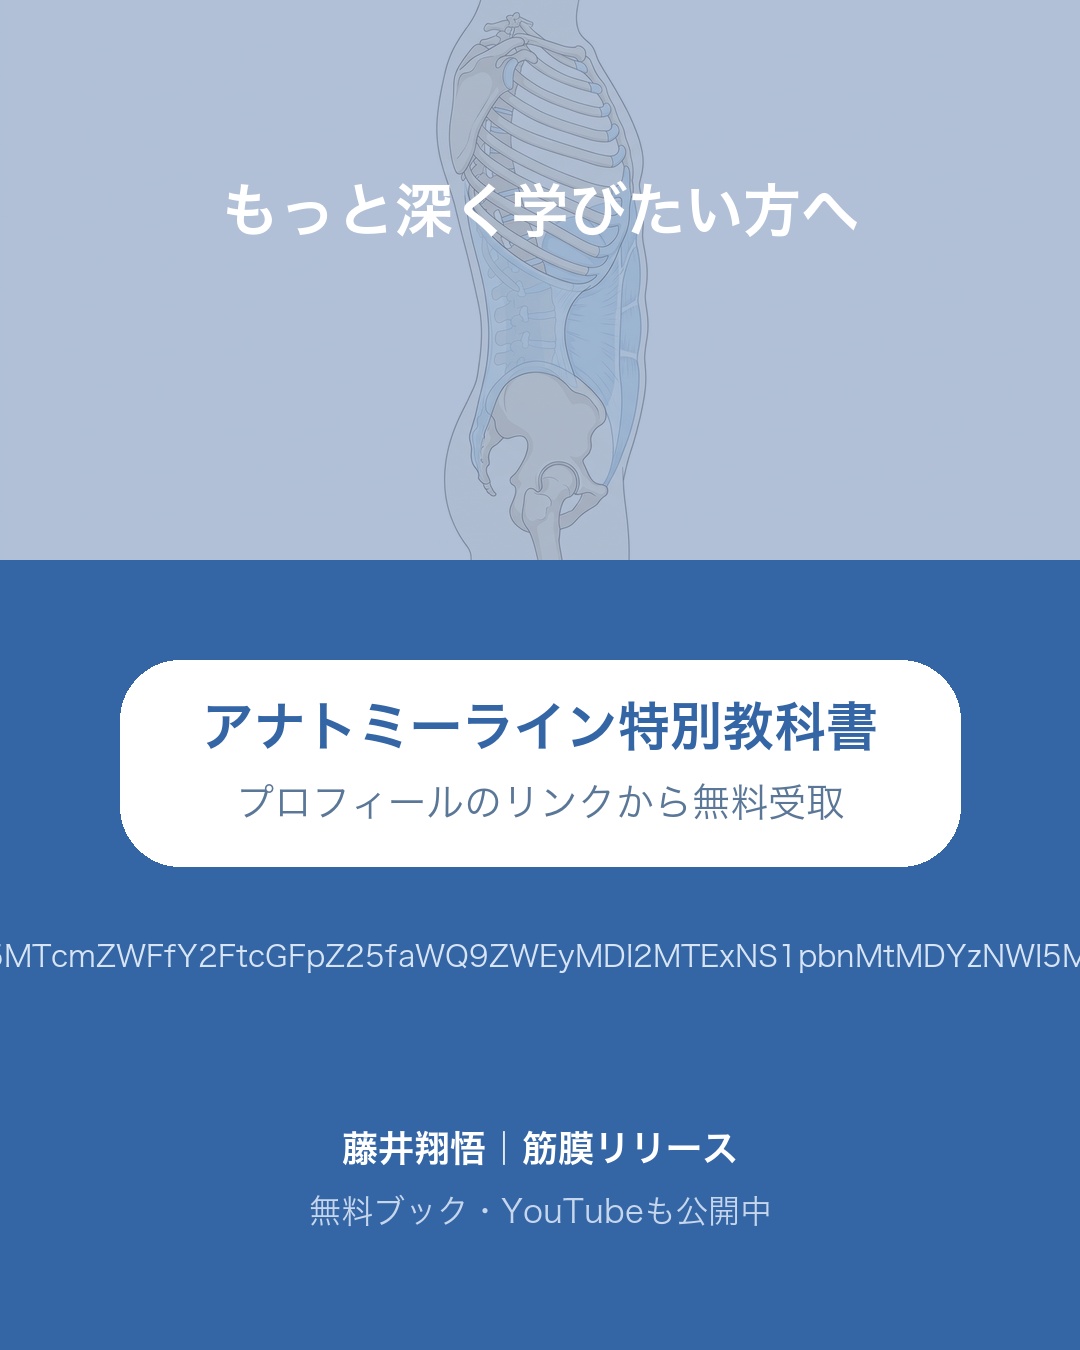 もっと深く学びたい方へ
アナトミーライン特別教科書
プロフィールのリンクから無料受取
5MTcmZWFfY2FtcGFpZ25faWQ9ZWEyMDI2MTExNS1pbnMtMDYzNWI5M
藤井翔悟｜筋膜リリース
無料ブック・YouTubeも公開中